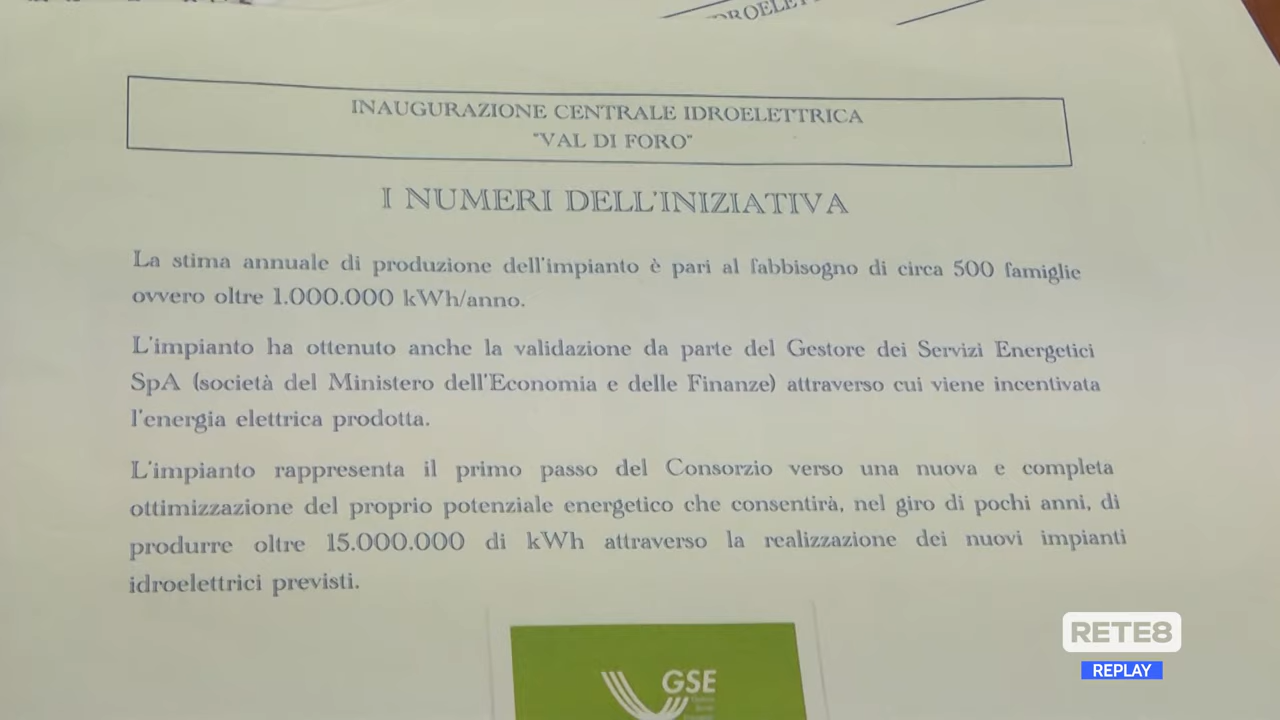 INAUGURAZIONE CENTRALE IDROELETTRICA
"VAL DI FORO"
I NUMERI DELL'INIZIATIVA
La stima annuale di produzione dell'impianto è pari al fabbisogno di circa 500 famiglie
ovvero oltre 1.000.000 kWh/anno.
L'impianto ha ottenuto anche la validazione da parte del Gestore dei Servizi Energetici
SpA (società del Ministero dell'Economia e delle Finanze) attraverso cui viene incentivata
l'energia elettrica prodotta.
L'impianto rappresenta il primo passo del Consorzio verso una nuova e completa
ottimizzazione del proprio potenziale energetico che consentirà, nel giro di pochi anni, di
produrre oltre 15.000.000 di kWh attraverso la realizzazione dei nuovi impianti
idroelettrici previsti.
RETE8
REPLAY
GSE